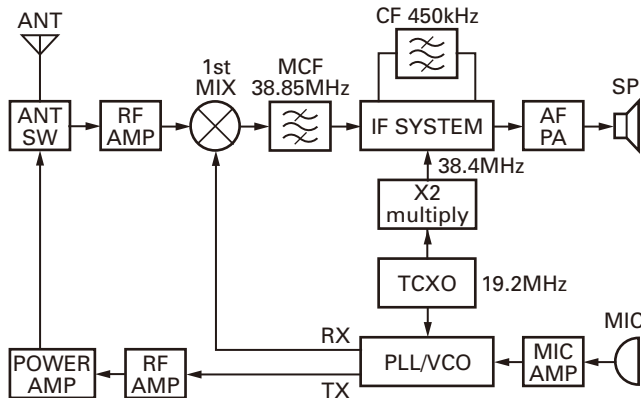 ANT
CF 450kHz
1st
MIX
MCF
38.85MHz
SP
ANT
SW
RF
AMP
IF SYSTEM
AF
PA
38.4MHz
X2
multiply
TCXO
19.2MHz
RX
MIC
POWER
AMP
RF
AMP
PLL/VCO
MIC
AMP
TX